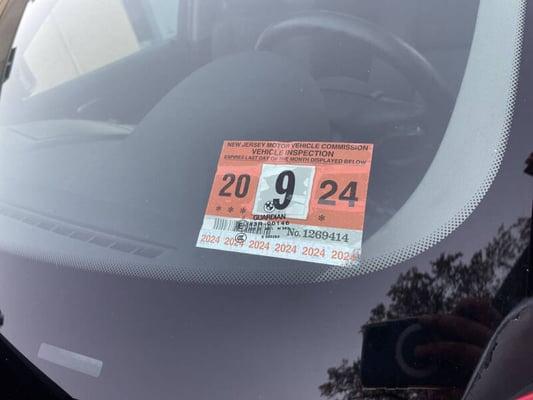 NEW JERSEY MOTOR VEHICLE COMMISSION
VEHICLE INSPECTION
EXPIRES LAST DAY OF THE MONTH DISPLAYED BELOW
20 9 24
GUARDIAN
No. 1269414
2024 2024 2024 2024 2024 2024